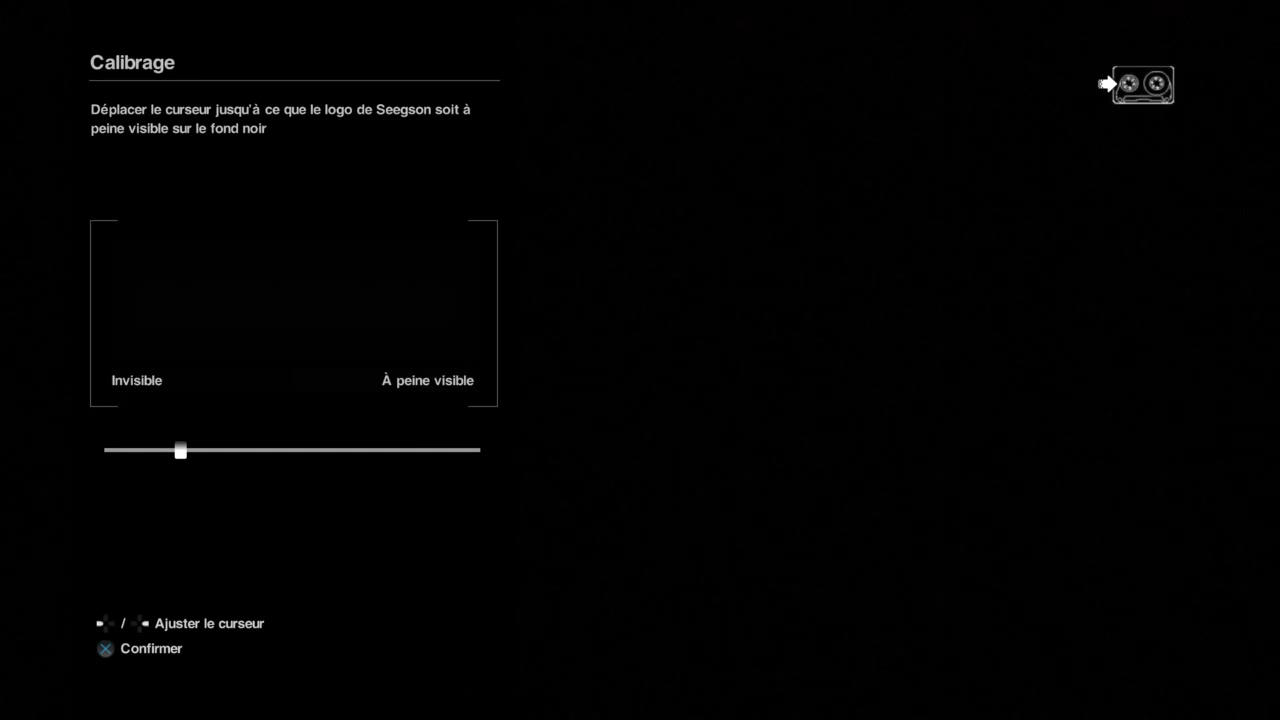 Calibrage
Déplacer le curseur jusqu'à ce que le logo de Seegson soit à
peine visible sur le fond noir
Invisible
À peine visible
/ Ajuster le curseur
Confirmer